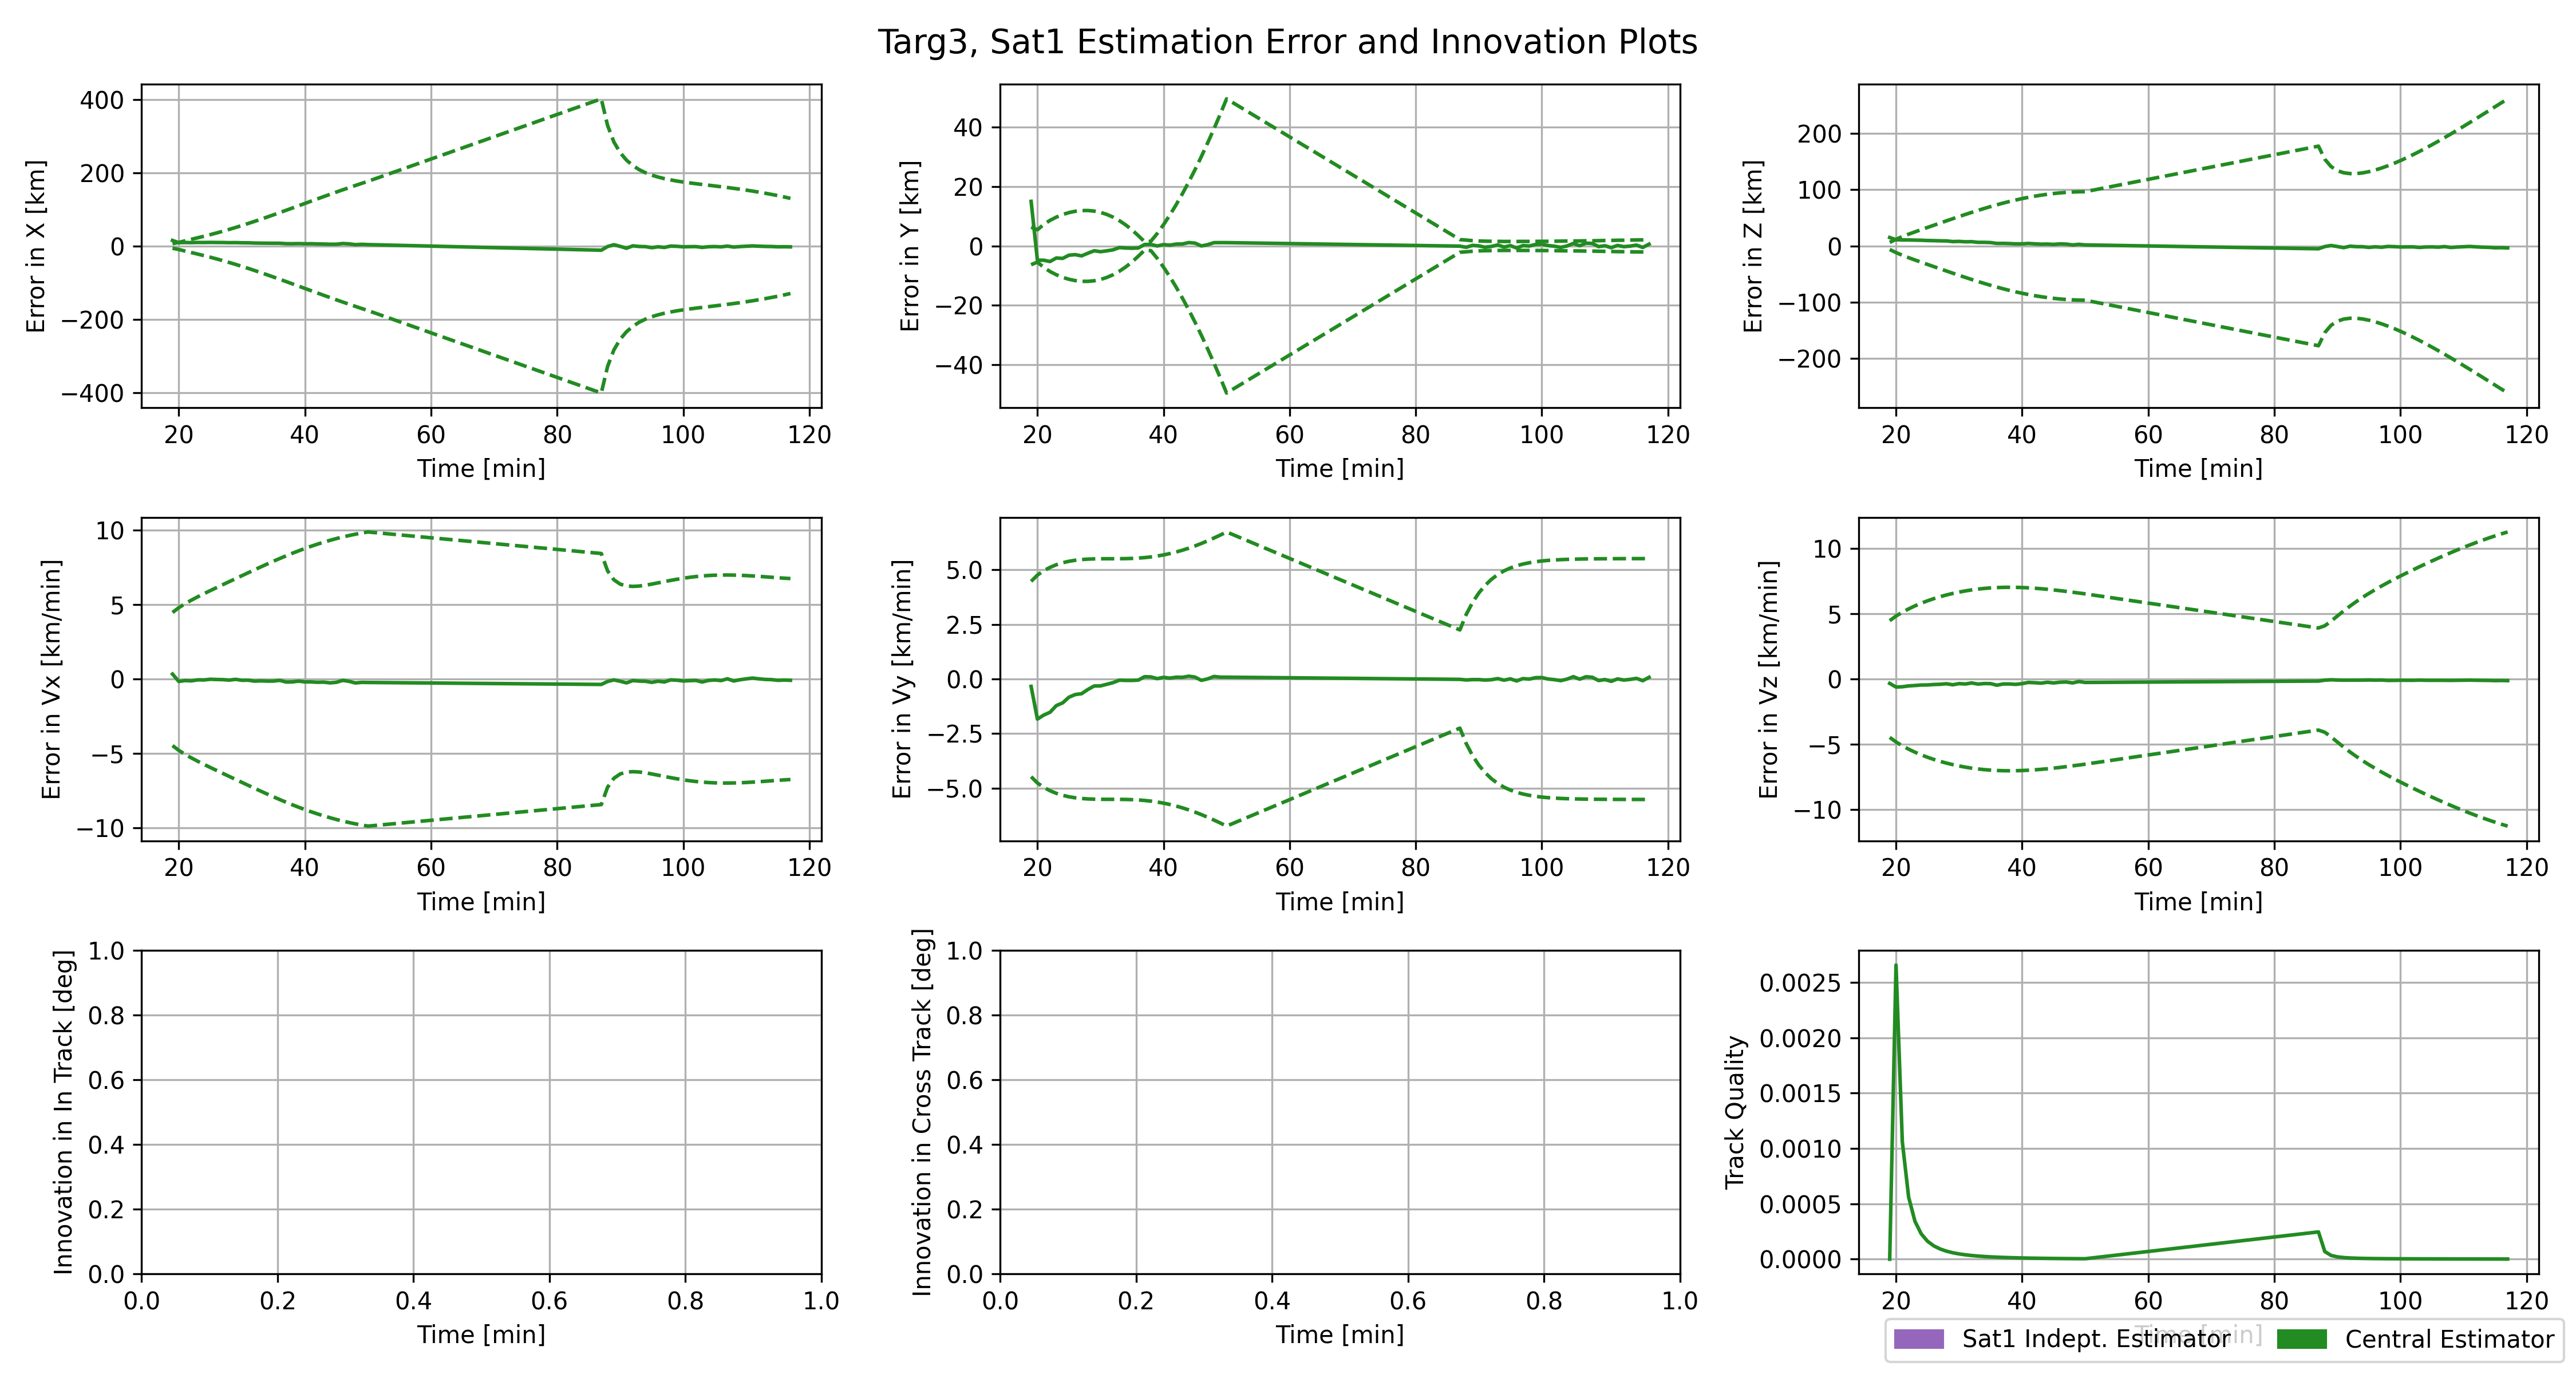 Targ3, Sat1 Estimation Error and Innovation Plots
Error in X [km]
400
200
0
−200
−400
20 40 60 80 100 120
Time [min]
Error in Y [km]
40
20
0
−20
−40
20 40 60 80 100 120
Time [min]
Error in Z [km]
200
100
0
−100
−200
20 40 60 80 100 120
Time [min]
Error in Vx [km/min]
10
5
0
−5
−10
20 40 60 80 100 120
Time [min]
Error in Vy [km/min]
5.0
2.5
0.0
−2.5
−5.0
20 40 60 80 100 120
Time [min]
Error in Vz [km/min]
10
5
0
−5
−10
20 40 60 80 100 120
Time [min]
Innovation in In Track [deg]
1.0
0.8
0.6
0.4
0.2
0.0
0.0 0.2 0.4 0.6 0.8 1.0
Time [min]
Innovation in Cross Track [deg]
1.0
0.8
0.6
0.4
0.2
0.0
0.0 0.2 0.4 0.6 0.8 1.0
Time [min]
Track Quality
0.0025
0.0020
0.0015
0.0010
0.0005
0.0000
20 40 60 80 100 120
Time [min]
Sat1 Indept. Estimator
Central Estimator